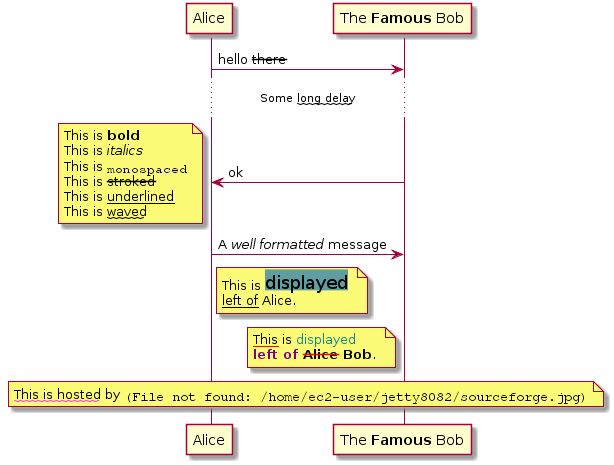 Alice
The Famous Bob
hello there
Some long delay
This is bold
This is italics
This is monospaced
This is stroked
This is underlined
This is waved
ok
A well formatted message
This is displayed
left of Alice.
This is displayed
left of Alice Bob.
This is hosted by (File not found: /home/ec2-user/jetty8082/sourceforge.jpg)
Alice
The Famous Bob